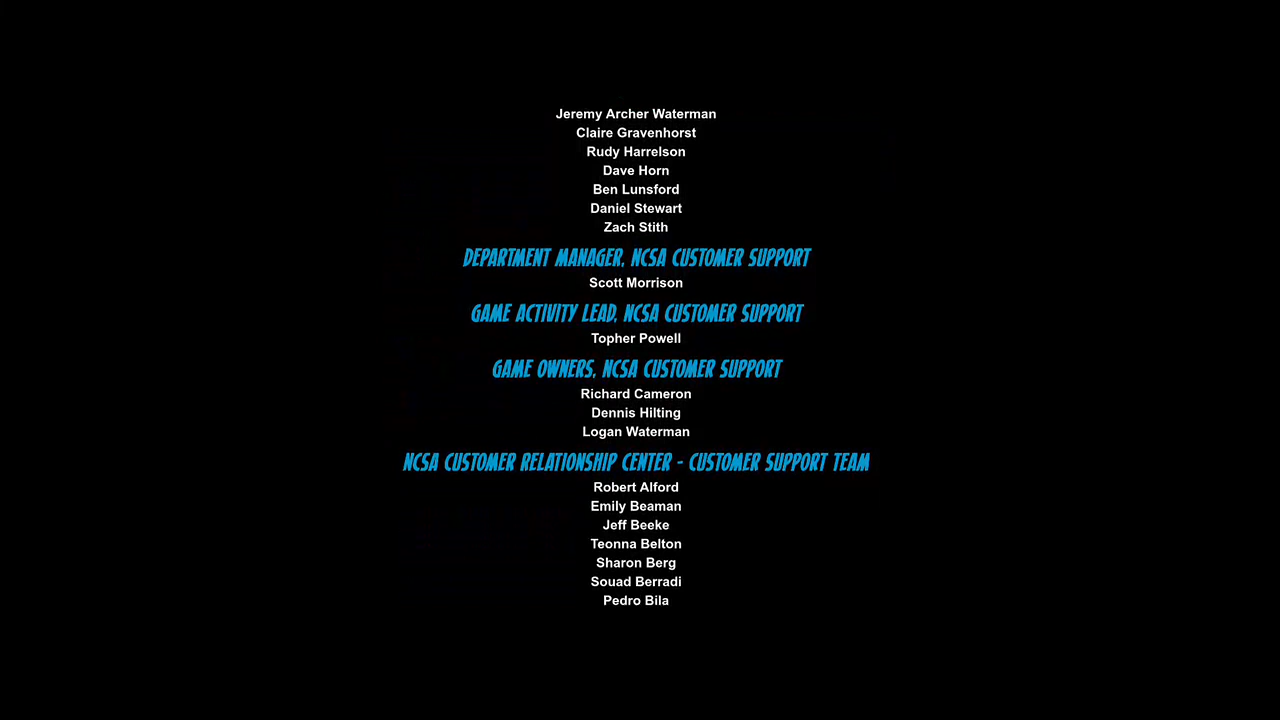 Jeremy Archer Waterman
Claire Gravenhorst
Rudy Harrelson
Dave Horn
Ben Lunsford
Daniel Stewart
Zach Stith
DEPARTMENT MANAGER, NCSA CUSTOMER SUPPORT
Scott Morrison
GAME ACTIVITY LEAD, NCSA CUSTOMER SUPPORT
Topher Powell
GAME OWNERS, NCSA CUSTOMER SUPPORT
Richard Cameron
Dennis Hilting
Logan Waterman
NCSA CUSTOMER RELATIONSHIP CENTER - CUSTOMER SUPPORT TEAM
Robert Alford
Emily Beaman
Jeff Beeke
Teonna Belton
Sharon Berg
Souad Berradi
Pedro Bila